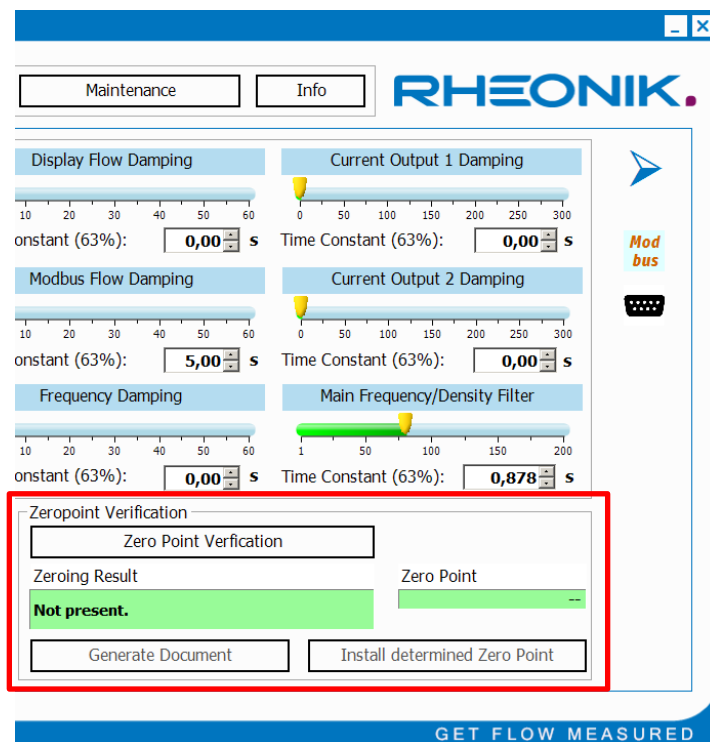 Maintenance Info RHEONIK.
Display Flow Damping
10 20 30 40 50 60
onstant (63%): 0,00 s
Current Output 1 Damping
0 50 100 150 200 250 300
Time Constant (63%): 0,00 s
Mod
bus
Modbus Flow Damping
10 20 30 40 50 60
onstant (63%): 5,00 s
Current Output 2 Damping
0 50 100 150 200 250 300
Time Constant (63%): 0,00 s
Frequency Damping
10 20 30 40 50 60
onstant (63%): 0,00 s
Main Frequency/Density Filter
1 50 100 150 200
Time Constant (63%): 0,878 s
Zeropoint Verification
Zero Point Verfication
Zeroing Result
Not present.
Zero Point
--
Generate Document
Install determined Zero Point
GET FLOW MEASURED